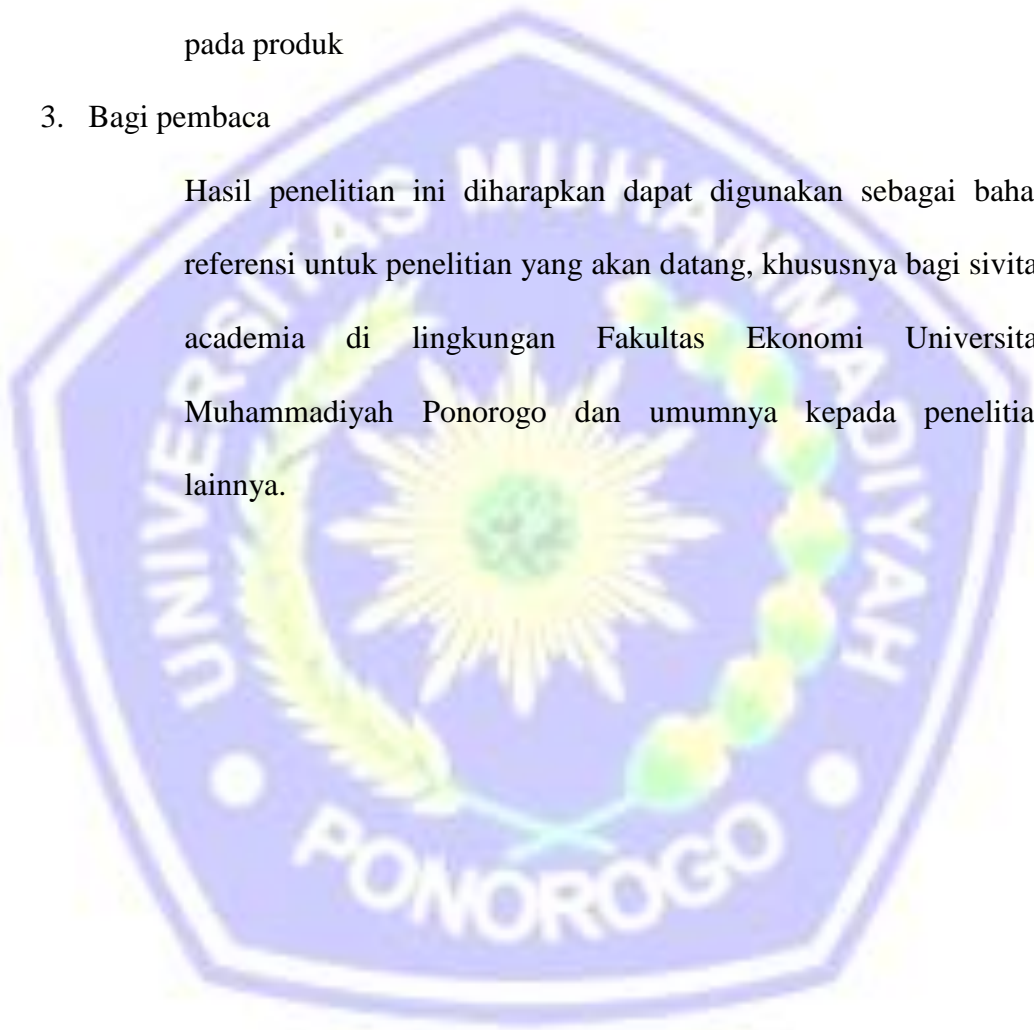 pada produk
3. Bagi pembaca
Hasil penelitian ini diharapkan dapat digunakan sebagai baha
referensi untuk penelitian yang akan datang, khususnya bagi sivita
academia di lingkungan Fakultas Ekonomi Universita
Muhammadiyah Ponorogo dan umumnya kepada penelitia
lainnya.
UNIVERSITAS MUHAMMADIYAH
PONOROGO